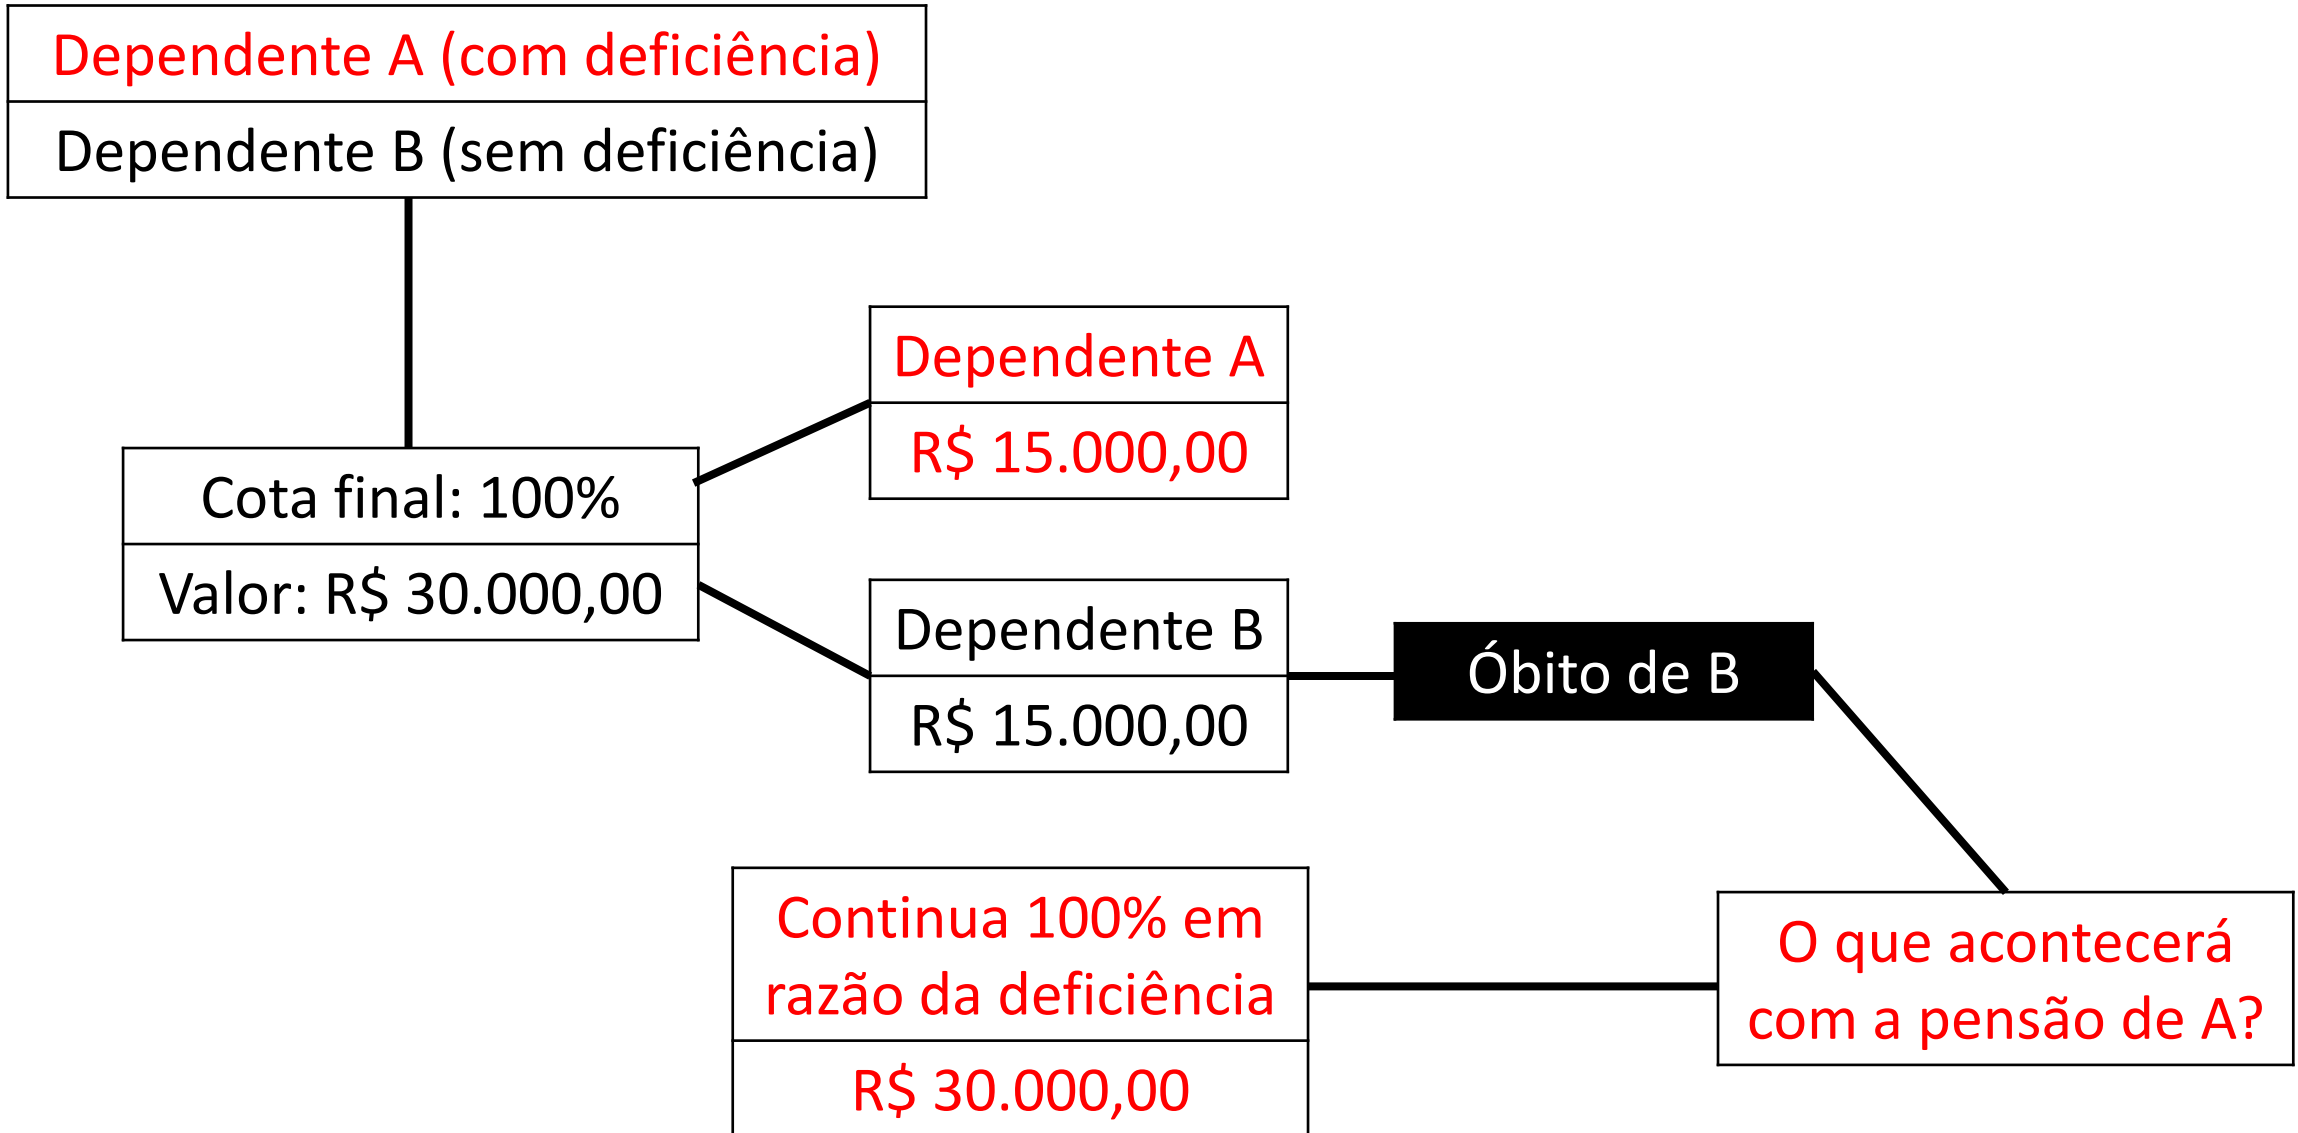 Dependente A (com deficiência)
Dependente B (sem deficiência)
Cota final: 100%
Valor: R$ 30.000,00
Dependente A
R$ 15.000,00
Dependente B
R$ 15.000,00
Óbito de B
O que acontecerá
com a pensão de A?
Continua 100% em
razão da deficiência
R$ 30.000,00